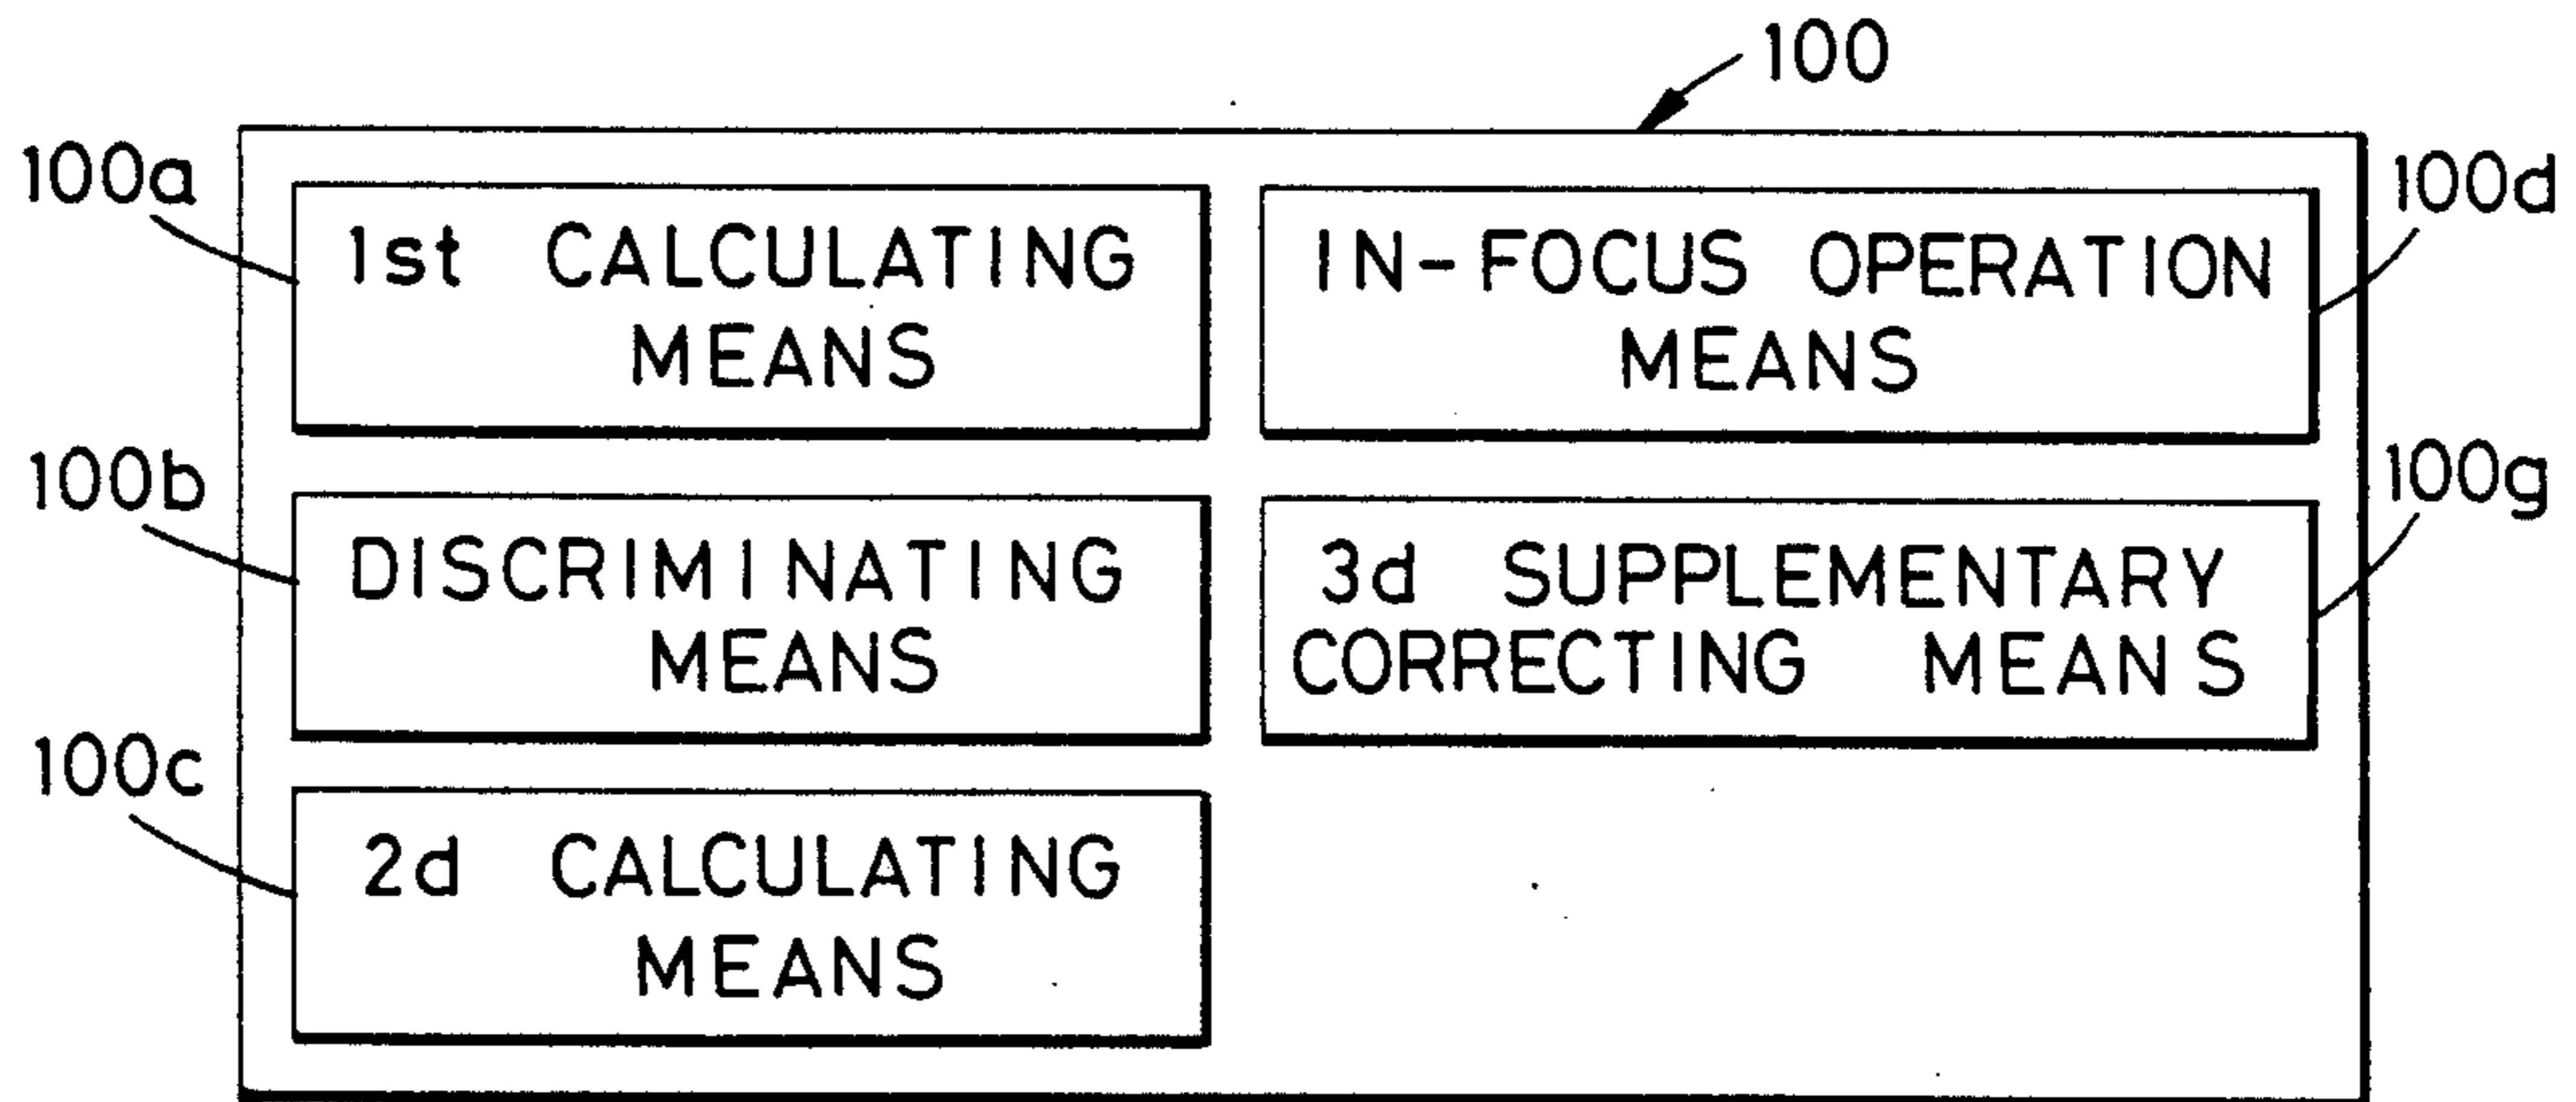 100
100a
1st CALCULATING
MEANS
100d
IN-FOCUS OPERATION
MEANS
100b
DISCRIMINATING
MEANS
100g
3d SUPPLEMENTARY
CORRECTING MEANS
100c
2d CALCULATING
MEANS